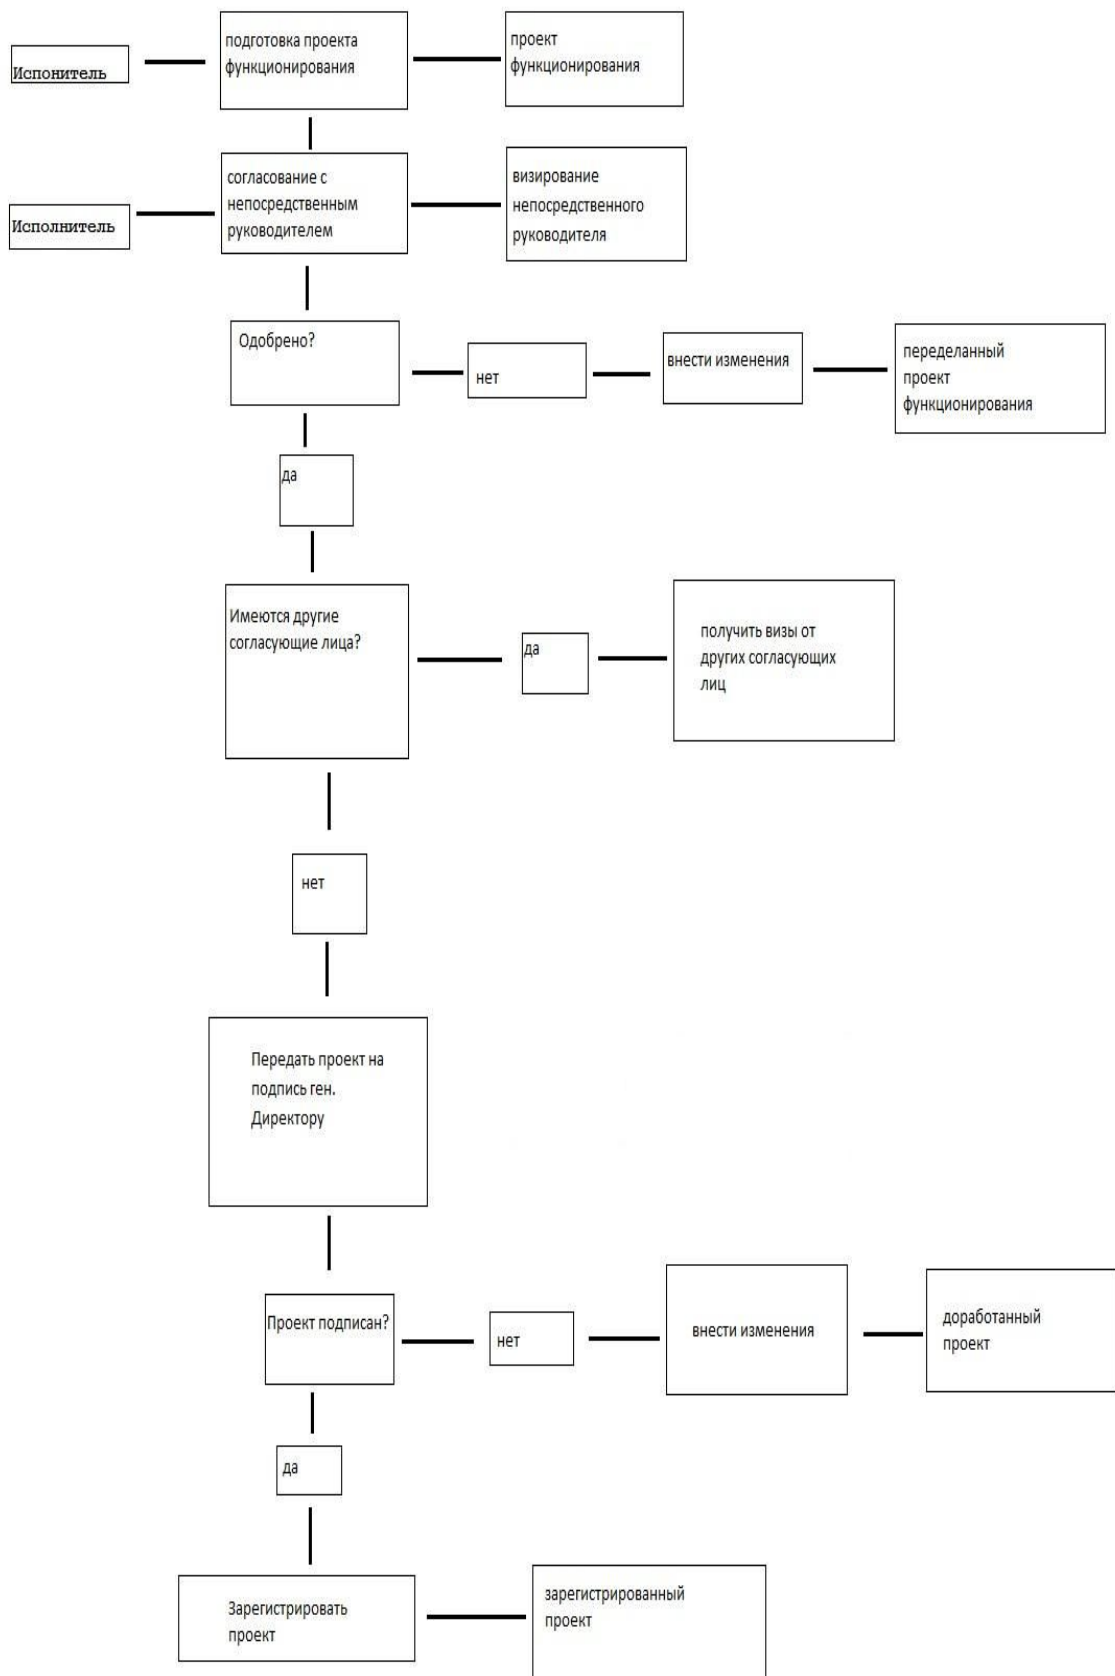 Испонитель
подготовка проекта
функционирования
проект
функционирования
Исполнитель
согласование с
непосредственным
руководителем
визирование
непосредственного
руководителя
Одобрено?
нет
внести изменения
переделанный
проект
функционирования
да
Имеются другие
согласующие лица?
да
получить визы от
других согласующих
лиц
нет
Передать проект на
подпись ген.
Директору
Проект подписан?
нет
внести изменения
доработанный
проект
да
Зарегистрировать
проект
зарегистрированный
проект